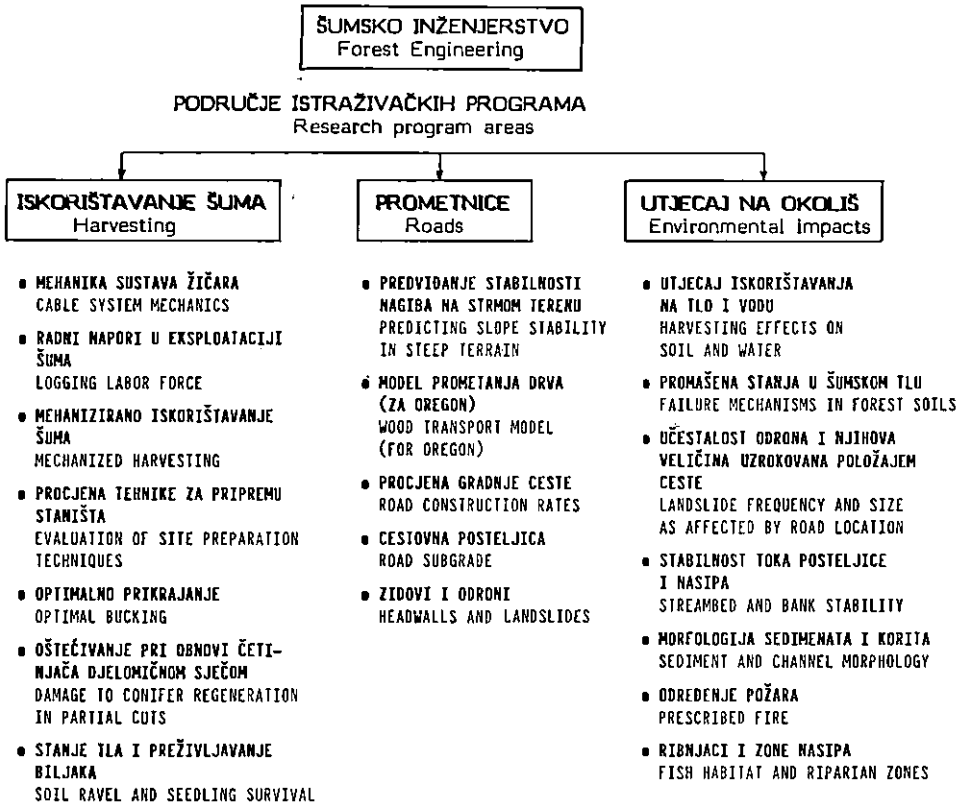 ŠUMSKO INŽENJERSTVO
Forest Engineering
PODRUČJE ISTRAŽIVAČKIH PROGRAMA
Research program areas
ISKORIŠTAVANJE ŠUMA
Harvesting
PROMETNICE
Roads
UTJECAJ NA OKOLIŠ
Environmental Impacts
• MEHANIKA SUSTAVA ŽIČARA
CABLE SYSTEM MECHANICS
• RADNI NAPORI U EKSPLOATACIJI
ŠUMA
LOGGING LABOR FORCE
• MEHANIZIRANO ISKORIŠTAVANJE
ŠUMA
MECHANIZED HARVESTING
• PROCJENA TEHNIKE ZA PRIPREMU
STANIŠTA
EVALUATION OF SITE PREPARATION
TECHNIQUES
• OPTIMALNO PRIKRAJANJE
OPTIMAL BUCKING
• OŠTEĆIVANJE PRI OBNOVI ČETI-
NJAČA DJELOMIČNOM SJEČOM
DAMAGE TO CONIFER REGENERATION
IN PARTIAL CUTS
• STANJE TLA I PREŽIVLJAVANJE
BILJAKA
SOIL RAVEL AND SEEDLING SURVIVAL
• PREDVIĐANJE STABILNOSTI
NAGIBA NA STRMOM TERENU
PREDICTING SLOPE STABILITY
IN STEEP TERRAIN
• MODEL PROMETANJA DRVA
(ZA OREGON)
WOOD TRANSPORT MODEL
(FOR OREGON)
• PROCJENA GRADNJE CESTE
ROAD CONSTRUCTION RATES
• CESTOVNA POSTELJICA
ROAD SUBGRADE
• ZIDOVI I ODRONI
HEADWALLS AND LANDSLIDES
• UTJECAJ ISKORIŠTAVANJA
NA TLO I VODU
HARVESTING EFFECTS ON
SOIL AND WATER
• PROMAŠENA STANJA U ŠUMSKOM TLU
FAILURE MECHANISMS IN FOREST SOILS
• UČESTALOST ODRONA I NJIHOVA
VELIČINA UZROKOVANA POLOŽAJEM
CESTE
LANDSLIDE FREQUENCY AND SIZE
AS AFFECTED BY ROAD LOCATION
• STABILNOST TOKA POSTELJICE
I NASIPA
STREAMBED AND BANK STABILITY
• MORFOLOGIJA SEDIMENATA I KORITA
SEDIMENT AND CHANNEL MORPHOLOGY
• ODREĐENJE POŽARA
PRESCRIBED FIRE
• RIBNJACI I ZONE NASIPA
FISH HABITAT AND RIPARIAN ZONES